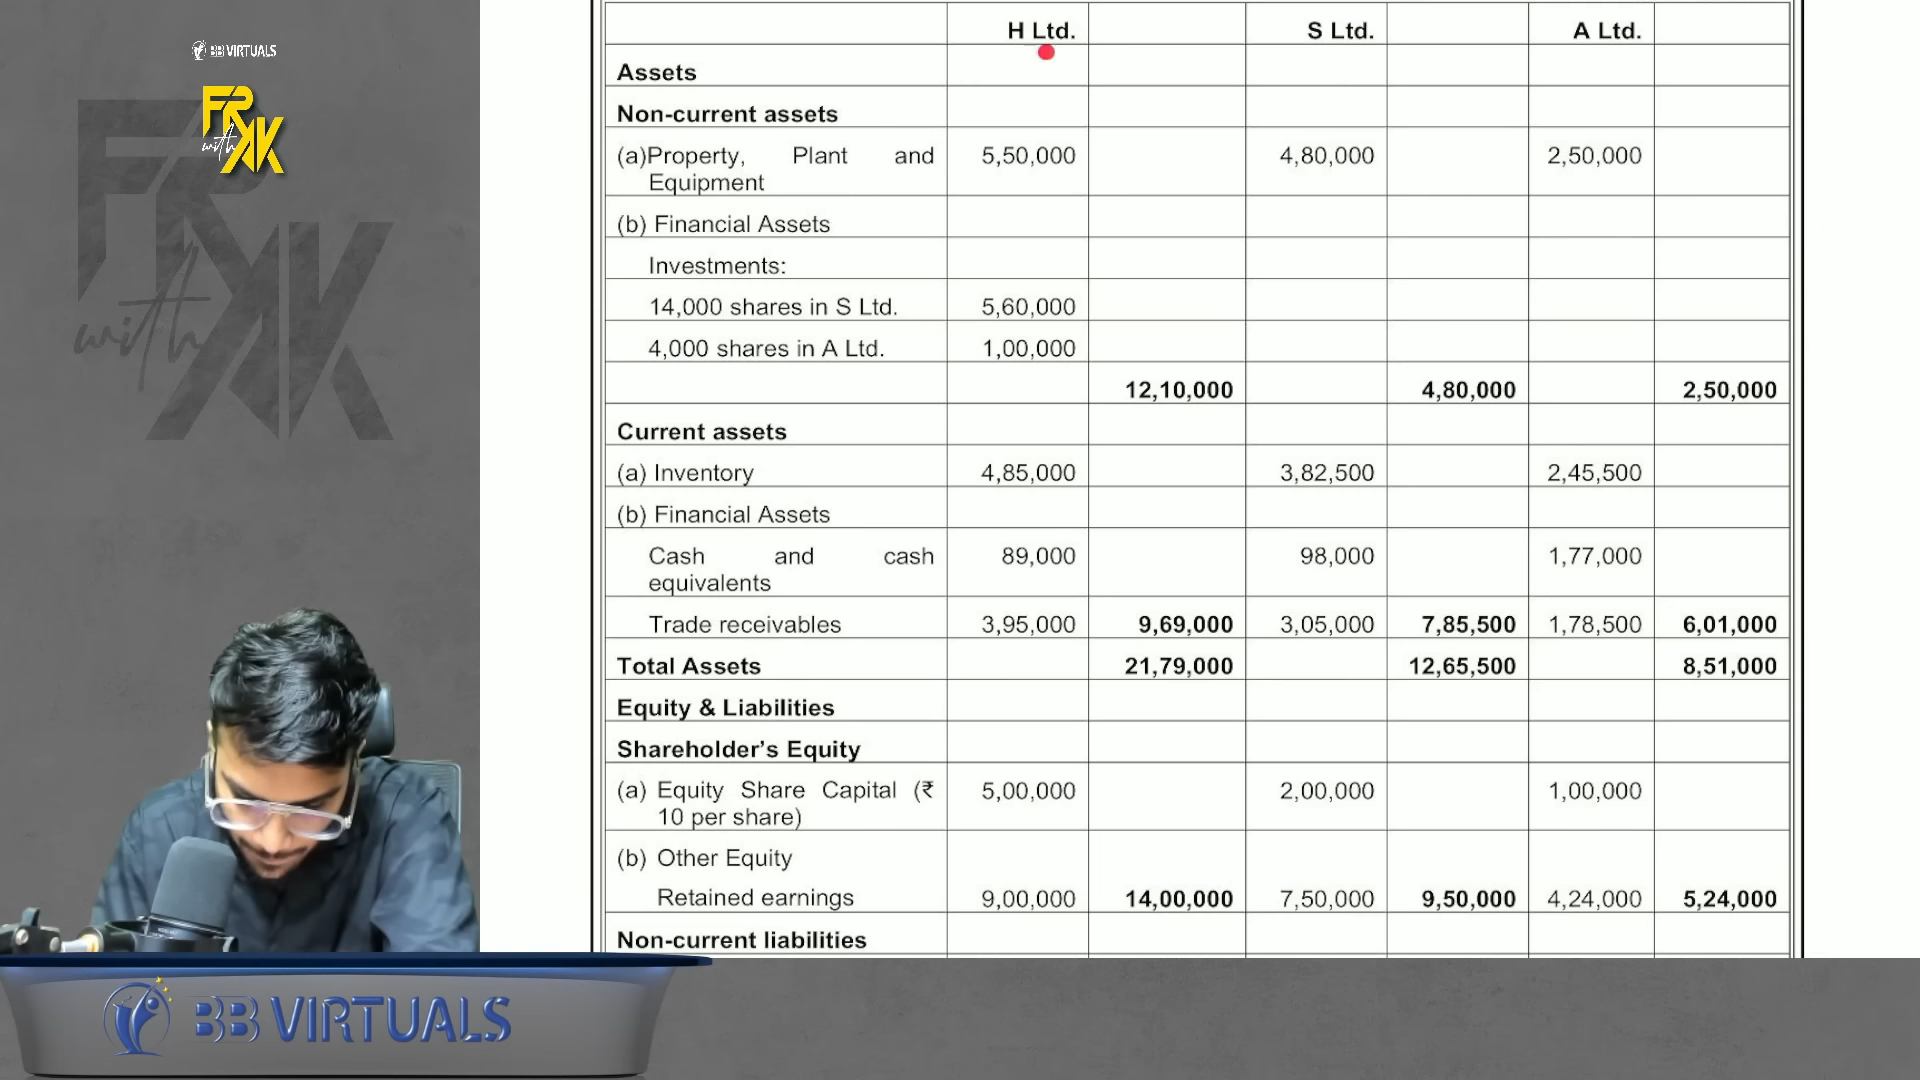 BB VIRTUALS
FR
with
KK
FR
with
KK
H Ltd. S Ltd. A Ltd.
Assets
Non-current assets
(a)Property, Plant and 5,50,000 4,80,000 2,50,000
Equipment
(b) Financial Assets
Investments:
14,000 shares in S Ltd. 5,60,000
4,000 shares in A Ltd. 1,00,000
12,10,000 4,80,000 2,50,000
Current assets
(a) Inventory 4,85,000 3,82,500 2,45,500
(b) Financial Assets
Cash and cash 89,000 98,000 1,77,000
equivalents
Trade receivables 3,95,000 9,69,000 3,05,000 7,85,500 1,78,500 6,01,000
Total Assets 21,79,000 12,65,500 8,51,000
Equity & Liabilities
Shareholder’s Equity
(a) Equity Share Capital (₹ 5,00,000 2,00,000 1,00,000
10 per share)
(b) Other Equity
Retained earnings 9,00,000 14,00,000 7,50,000 9,50,000 4,24,000 5,24,000
Non-current liabilities
BB VIRTUALS